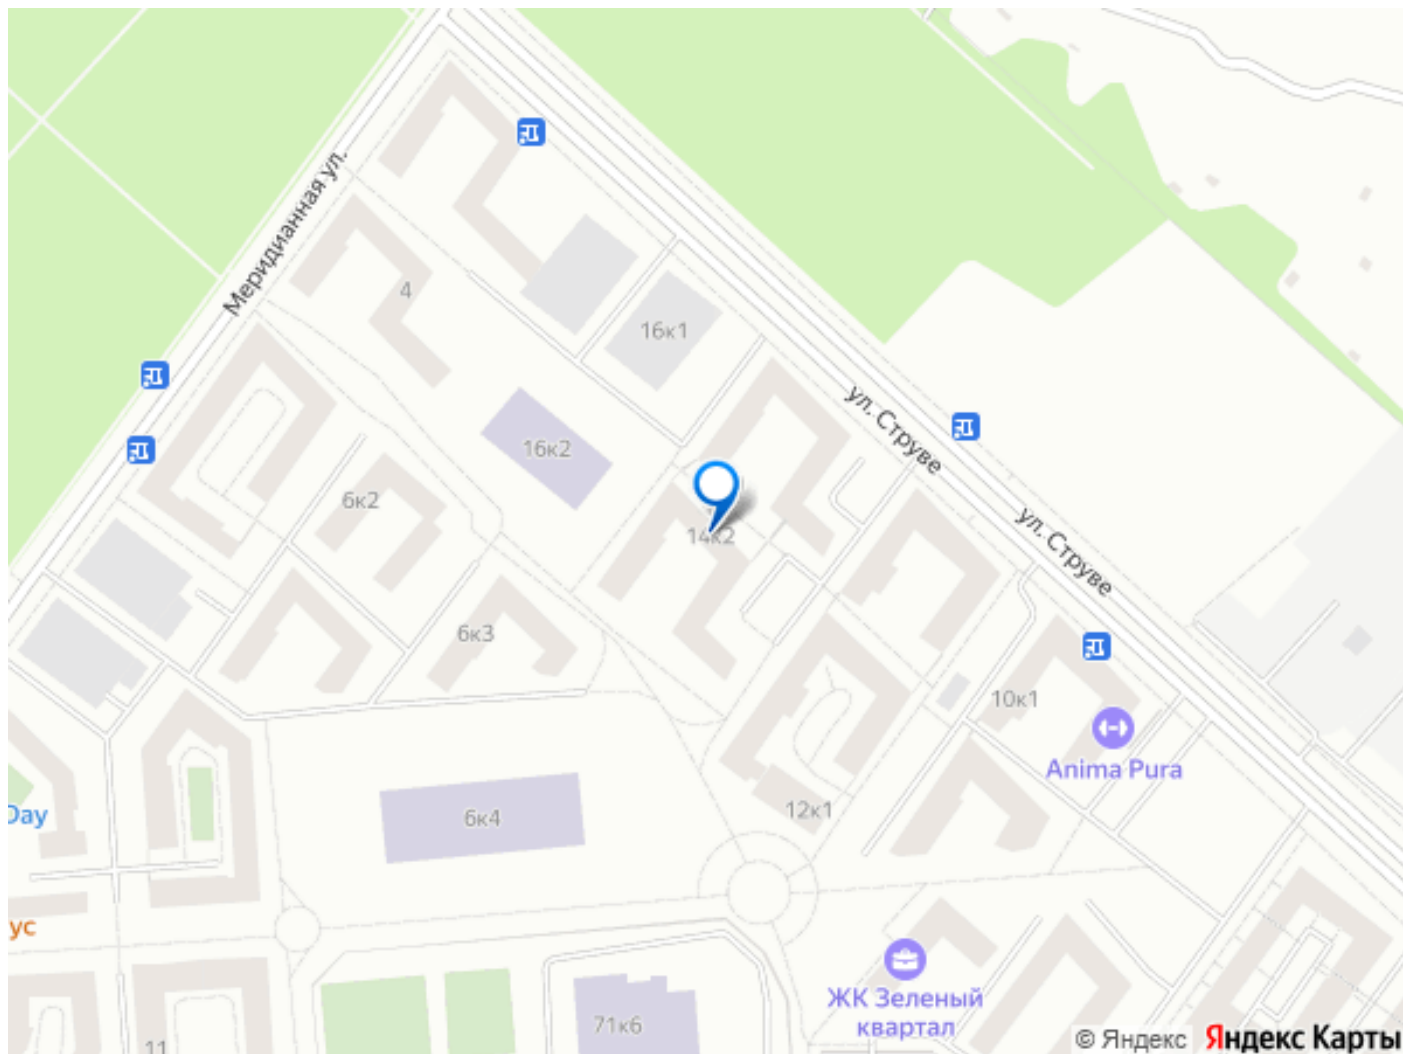 Меридианная ул.
4
16к1
ул. Струве
16к2
6к2
14к2
ул. Струве
6к3
10к1
Anima Pura
Day
6к4
12к1
ус
ЖК Зеленый
квартал
71к6
11
© Яндекс Яндекс Карты